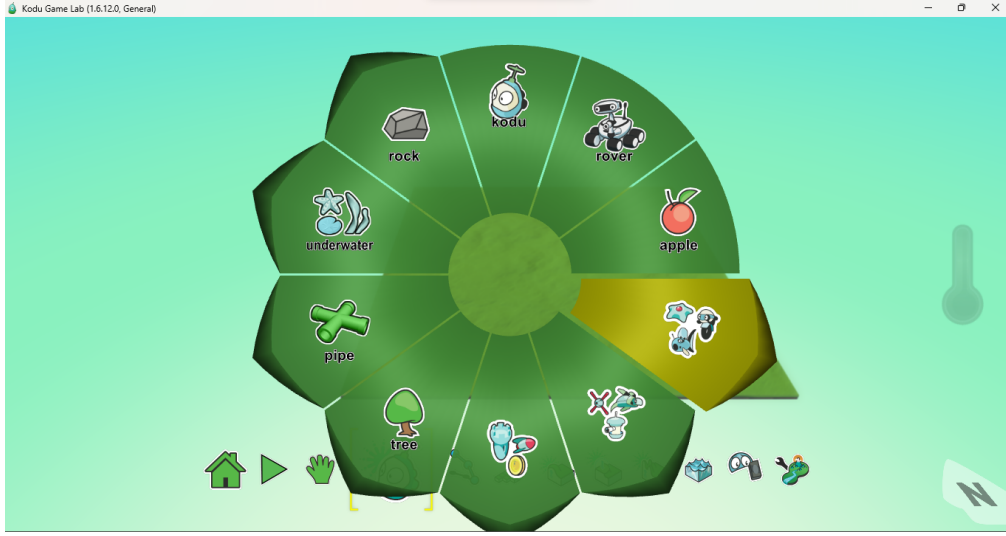 Kodu Game Lab (1.6.12.0, General)
kodu
rock
rover
underwater
apple
pipe
tree
N